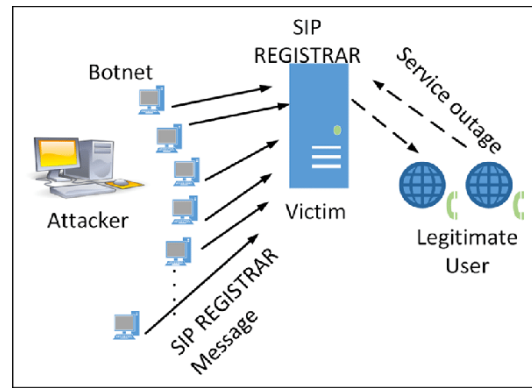 SIP
REGISTRAR
Botnet
Service outage
Attacker
Victim
Legitimate
User
SIP REGISTRAR
Message